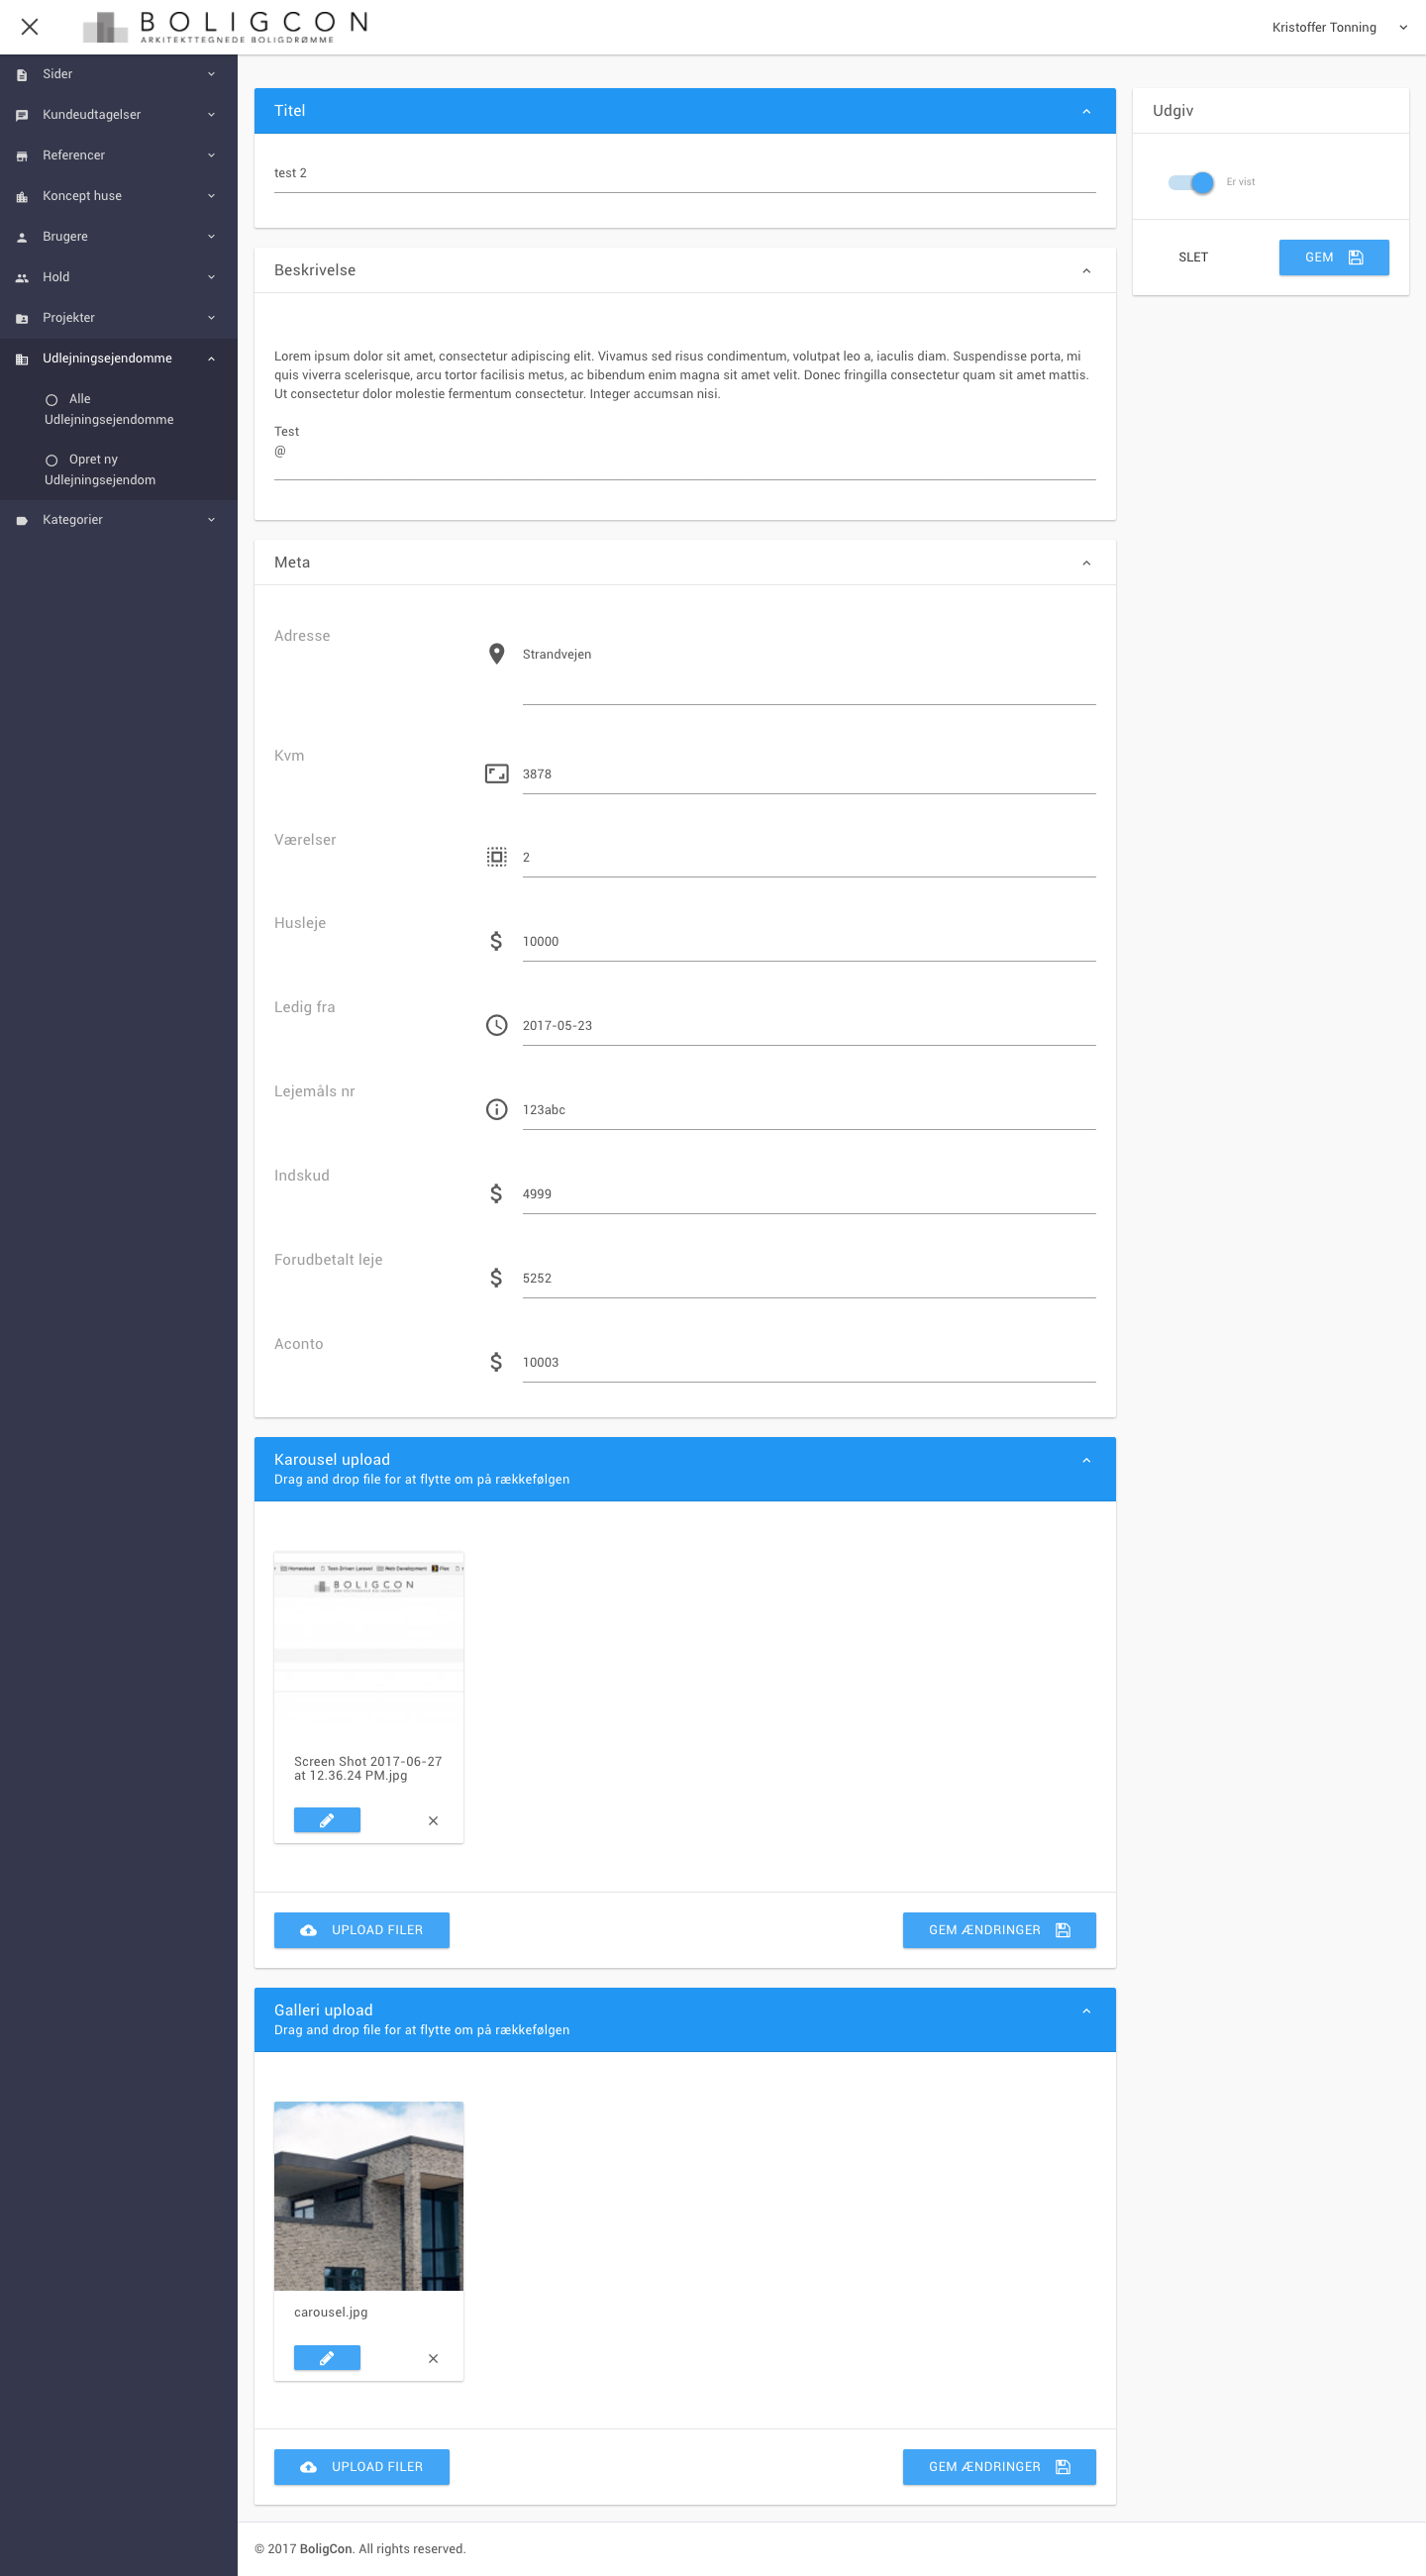 BOLIGCON
ARKITEKTTEGNEDE BOLIGDRØMME
Kristoffer Tonning
Sider
Kundeudtagelser
Referencer
Koncept huse
Brugere
Hold
Projekter
Udlejningsejendomme
Alle
Udlejningsejendomme
Opret ny
Udlejningsejendom
Kategorier
Titel
test 2
Beskrivelse
Lorem ipsum dolor sit amet, consectetur adipiscing elit. Vivamus sed risus condimentum, volutpat leo a, iaculis diam. Suspendisse porta, mi
quis viverra scelerisque, arcu tortor facilisis metus, ac bibendum enim magna sit amet velit. Donec fringilla consectetur quam sit amet mattis.
Ut consectetur dolor molestie fermentum consectetur. Integer accumsan nisi.
Test
@
Meta
Adresse
Strandvejen
Kvm
3878
Værelser
2
Husleje
10000
Ledig fra
2017-05-23
Lejemåls nr
123abc
Indskud
4999
Forudbetalt leje
5252
Aconto
10003
Karousel upload
Drag and drop file for at flytte om på rækkefølgen
Homestead Test-Driven Laravel Web Development Plex
BOLIGCON
Screen Shot 2017-06-27
at 12.36.24 PM.jpg
UPLOAD FILER
GEM ÆNDRINGER
Galleri upload
Drag and drop file for at flytte om på rækkefølgen
carousel.jpg
UPLOAD FILER
GEM ÆNDRINGER
Udgiv
Er vist
SLET
GEM
© 2017 BoligCon. All rights reserved.